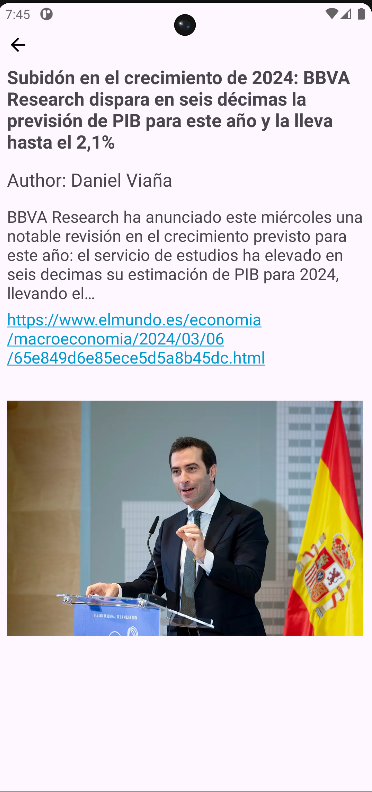 7:45
Subidón en el crecimiento de 2024: BBVA
Research dispara en seis décimas la
previsión de PIB para este año y la lleva
hasta el 2,1%
Author: Daniel Viaña
BBVA Research ha anunciado este miércoles una
notable revisión en el crecimiento previsto para
este año: el servicio de estudios ha elevado en
seis decimas su estimación de PIB para 2024,
llevando el…
https://www.elmundo.es/economia
/macroeconomia/2024/03/06
/65e849d6e85ece5d5a8b45dc.html